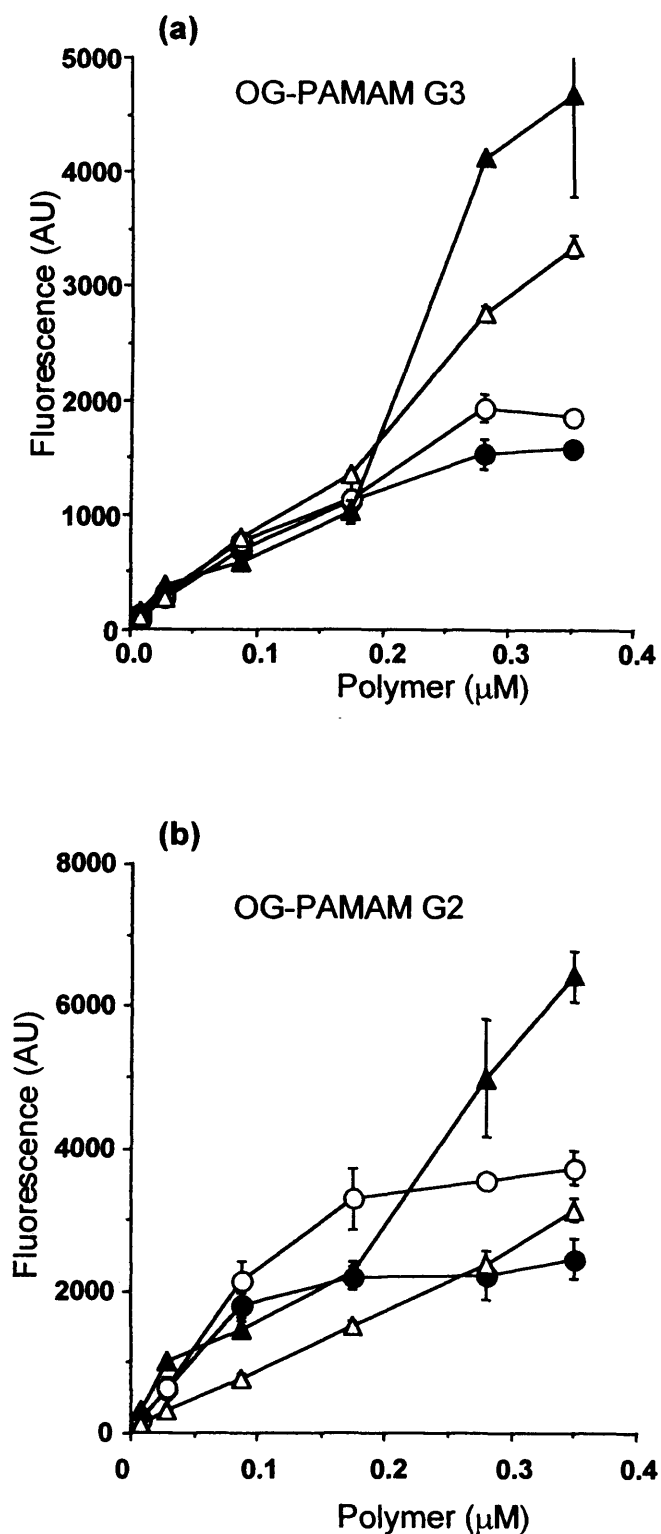 (a)
OG-PAMAM G3
5000
4000
3000
2000
1000
0
Fluorescence (AU)
0.0 0.1 0.2 0.3 0.4
Polymer (μM)
(b)
OG-PAMAM G2
8000
6000
4000
2000
0
Fluorescence (AU)
0 0.1 0.2 0.3 0.4
Polymer (μM)